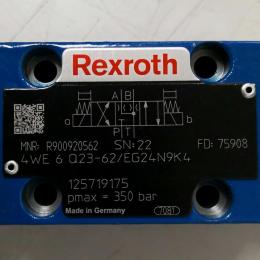 Rexroth
A B
a
b
P T
MNR: R900920562 SN: 22 FD: 75908
4WE 6 Q23-62/EG24N9K4
125719175
pmax = 350 bar
Made in Germany 7081